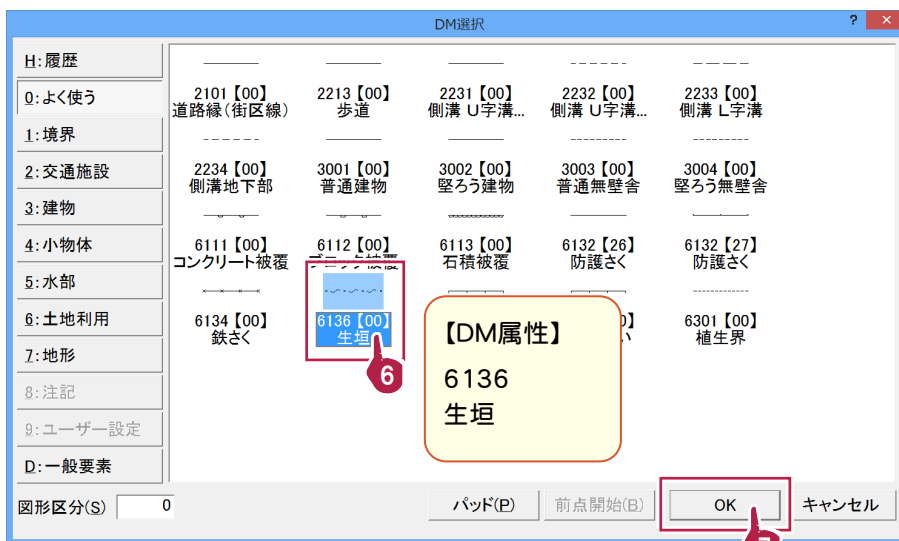 DM選択
? ×
H:履歴
0:よく使う
1:境界
2:交通施設
3:建物
4:小物体
5:水部
6:土地利用
7:地形
8:注記
9:ユーザー設定
D:一般要素
2101【00】 2213【00】 2231【00】 2232【00】 2233【00】
道路縁(街区線) 歩道 側溝 U字溝... 側溝 U字溝... 側溝 L字溝
2234【00】 3001【00】 3002【00】 3003【00】 3004【00】
側溝地下部 普通建物 堅ろう建物 普通無壁舎 堅ろう無壁舎
6111【00】 6112【00】 6113【00】 6132【26】 6132【27】
コンクリート被覆 ブロック被覆 石積被覆 防護さく 防護さく
6134【00】 6136【00】 6301【00】
鉄さく 生垣 植生界
6
【DM属性】
6136
生垣
図形区分(S) 0 パッド(P) 前点開始(B) OK キャンセル